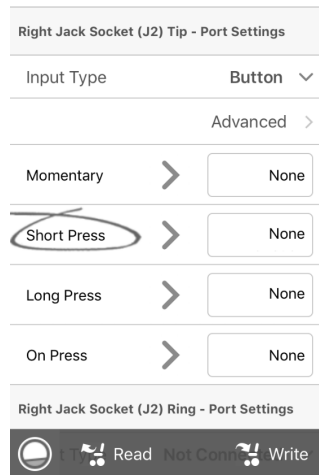 Right Jack Socket (J2) Tip - Port Settings
Input Type Button
Advanced
Momentary None
Short Press None
Long Press None
On Press None
Right Jack Socket (J2) Ring - Port Settings
Read Write